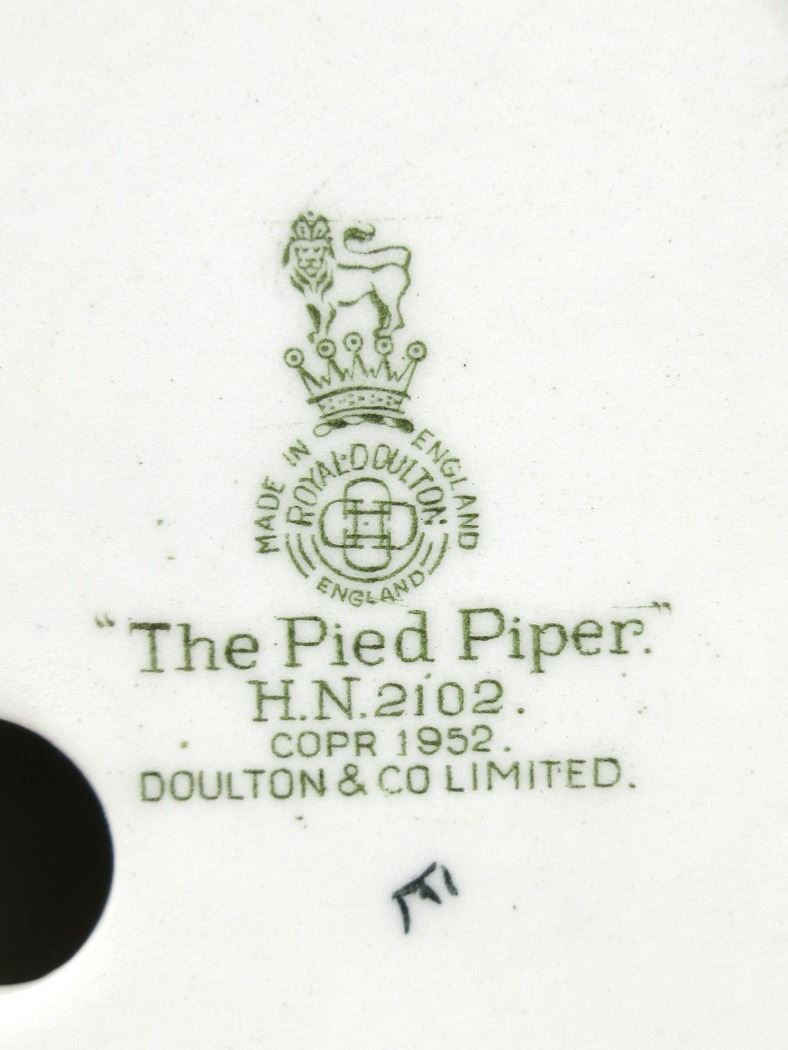 MADE IN ENGLAND
ROYAL·DOULTON
ENGLAND
"The Pied Piper."
H.N.2102.
COPR 1952.
DOULTON & CO LIMITED.